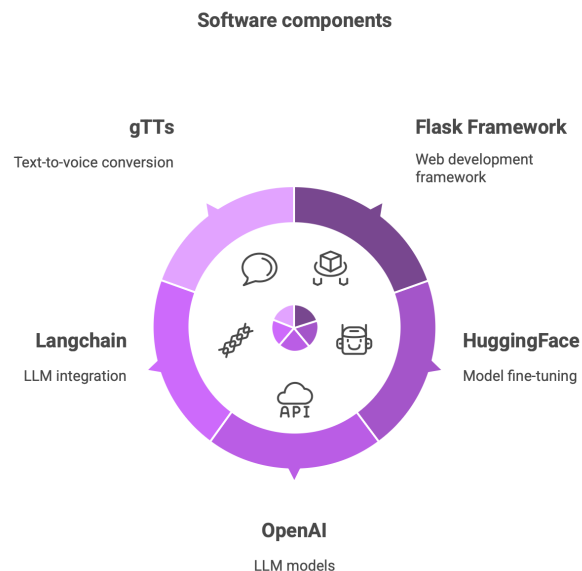 Software components
gTTs
Text-to-voice conversion
Flask Framework
Web development
framework
Langchain
LLM integration
HuggingFace
Model fine-tuning
API
OpenAI
LLM models